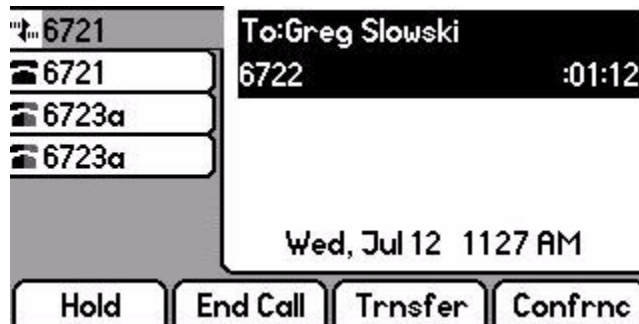 6721
6721
6723a
6723a
To:Greg Slowski
6722 :01:12
Wed, Jul 12 1127 AM
Hold End Call Trnsfer Confrnc